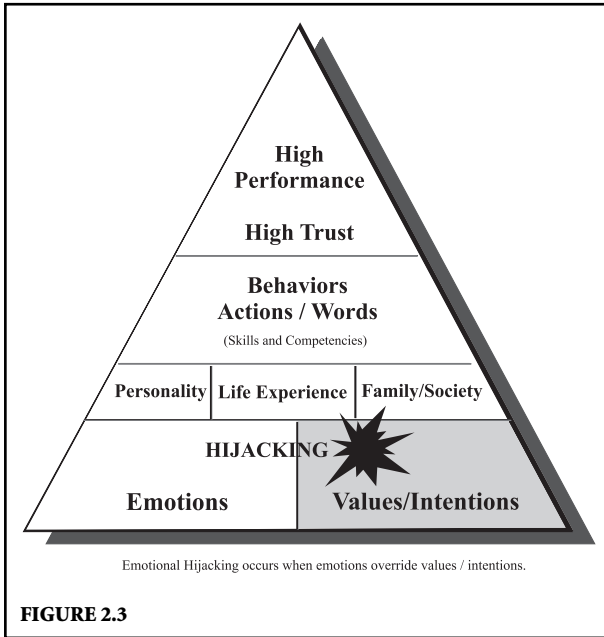 High
Performance
High Trust
Behaviors
Actions / Words
(Skills and Competencies)
Personality Life Experience Family/Society
HIJACKING
Emotions Values/Intentions
Emotional Hijacking occurs when emotions override values / intentions.
FIGURE 2.3